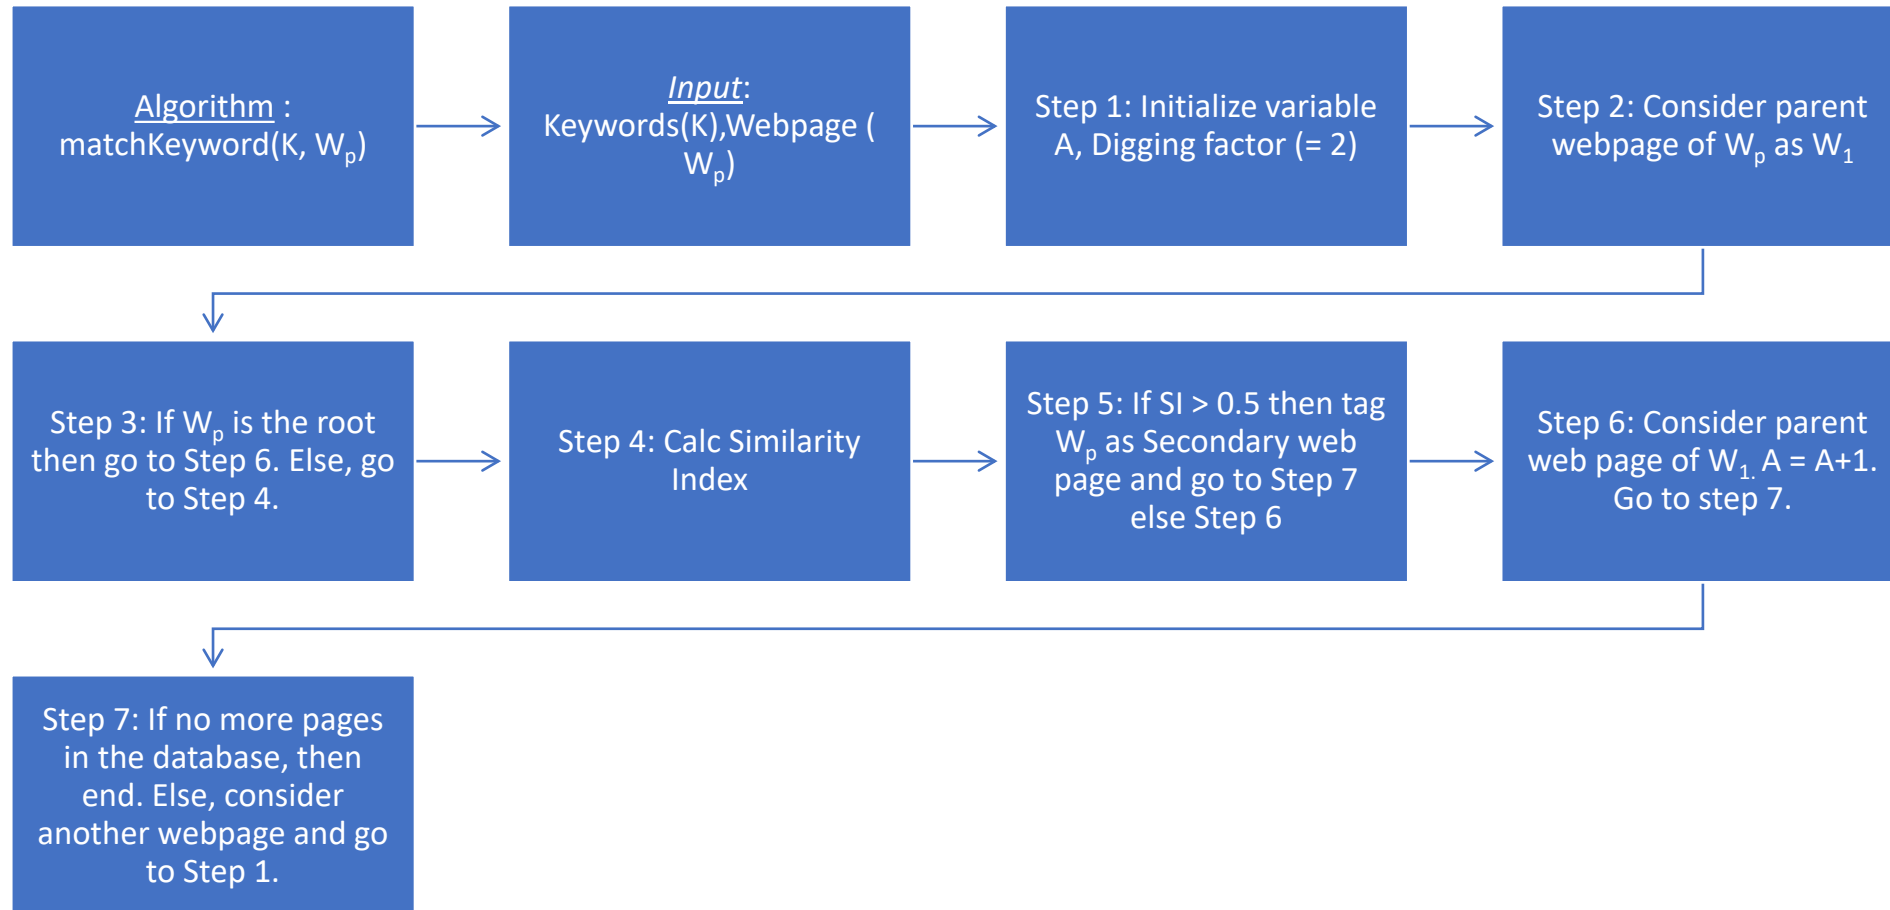 Algorithm :
matchKeyword(K, Wp)
Input:
Keywords(K),Webpage (
Wp)
Step 1: Initialize variable
A, Digging factor (= 2)
Step 2: Consider parent
webpage of Wp as W1
Step 3: If Wp is the root
then go to Step 6. Else, go
to Step 4.
Step 4: Calc Similarity
Index
Step 5: If SI > 0.5 then tag
Wp as Secondary web
page and go to Step 7
else Step 6
Step 6: Consider parent
web page of W1. A = A+1.
Go to step 7.
Step 7: If no more pages
in the database, then
end. Else, consider
another webpage and go
to Step 1.